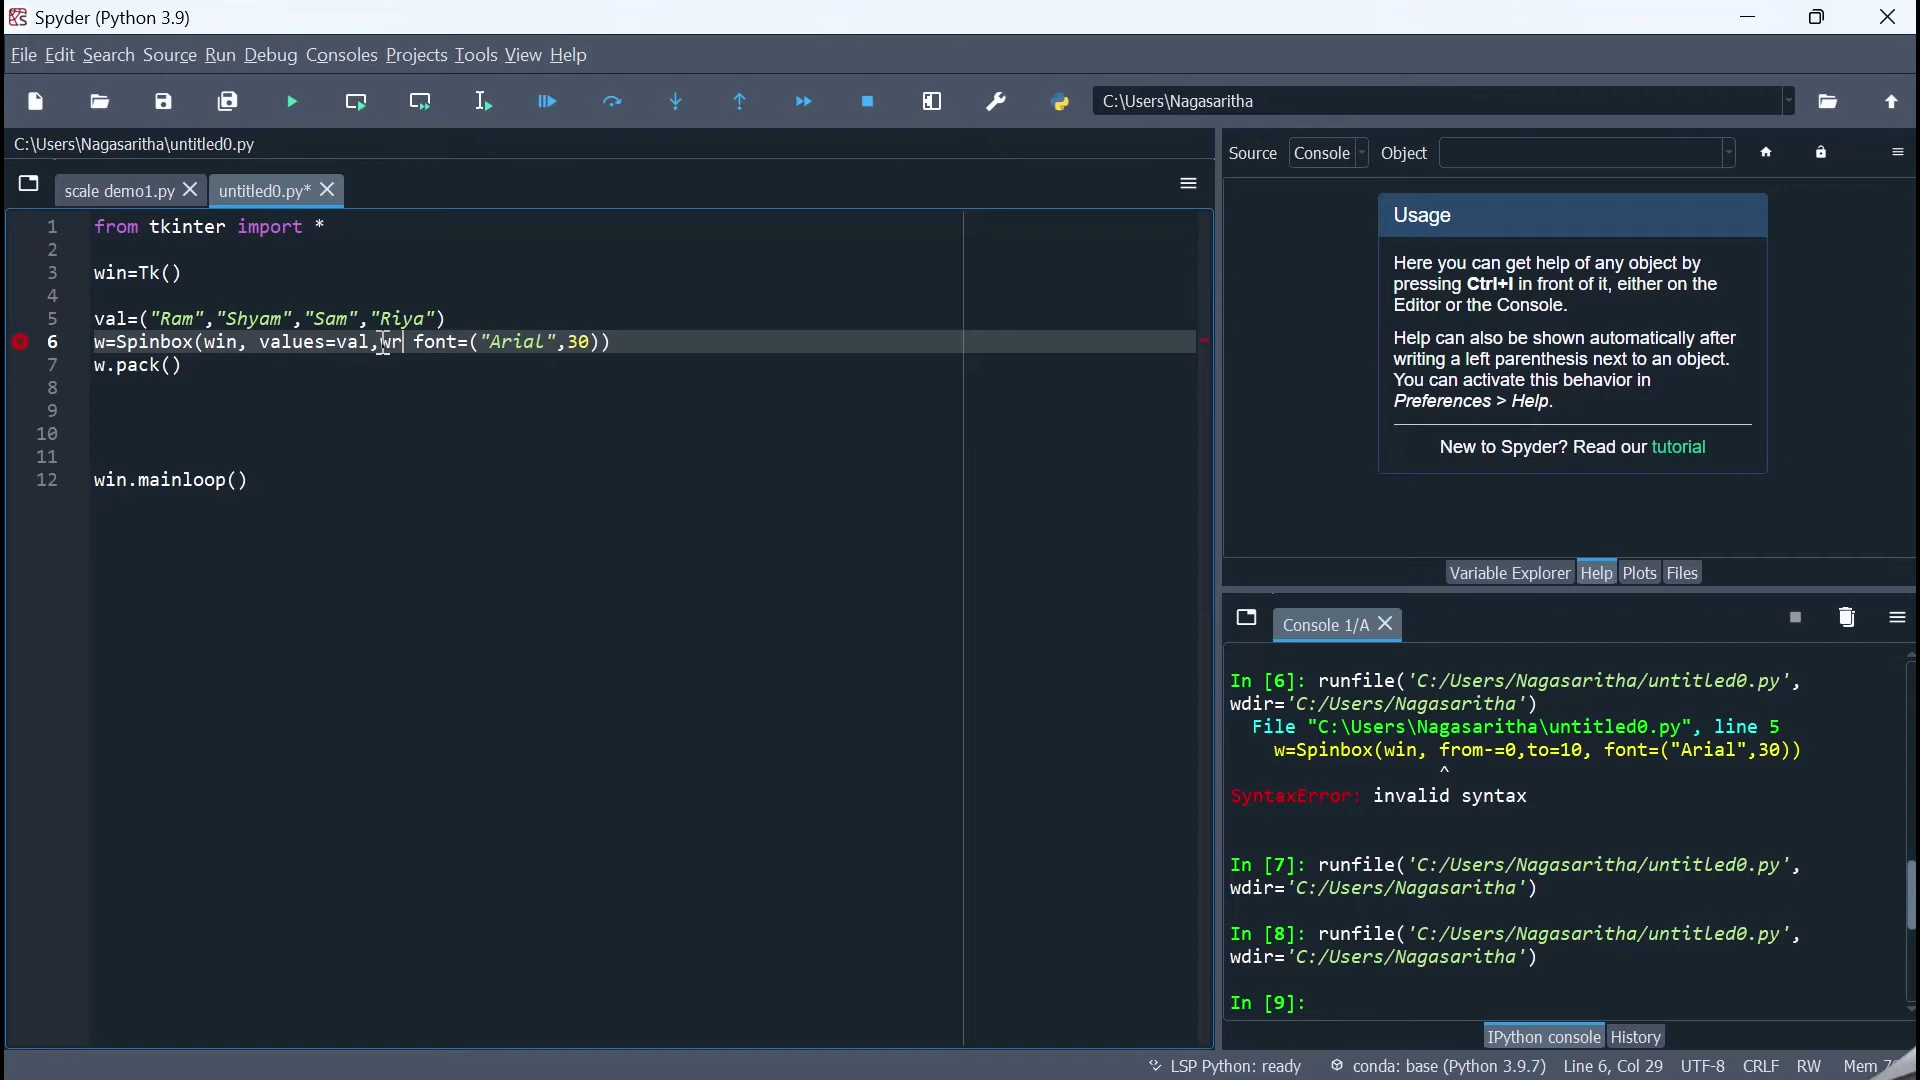 Spyder (Python 3.9)
File Edit Search Source Run Debug Consoles Projects Tools View Help
C:\Users\Nagasaritha
C:\Users\Nagasaritha\untitled0.py
scale demo1.py
untitled0.py*
1 from tkinter import *
2
3 win=Tk()
4
5 val=("Ram","Shyam","Sam","Riya")
6 w=Spinbox(win, values=val,wr font=("Arial",30))
7 w.pack()
8
9
10
11
12 win.mainloop()
Source Console Object
Usage
Here you can get help of any object by
pressing Ctrl+I in front of it, either on the
Editor or the Console.
Help can also be shown automatically after
writing a left parenthesis next to an object.
You can activate this behavior in
Preferences > Help.
New to Spyder? Read our tutorial
Variable Explorer Help Plots Files
Console 1/A
In [6]: runfile('C:/Users/Nagasaritha/untitled0.py',
wdir='C:/Users/Nagasaritha')
File "C:\Users\Nagasaritha\untitled0.py", line 5
w=Spinbox(win, from-=0,to=10, font=("Arial",30))
^
SyntaxError: invalid syntax
In [7]: runfile('C:/Users/Nagasaritha/untitled0.py',
wdir='C:/Users/Nagasaritha')
In [8]: runfile('C:/Users/Nagasaritha/untitled0.py',
wdir='C:/Users/Nagasaritha')
In [9]:
IPython console History
LSP Python: ready conda: base (Python 3.9.7) Line 6, Col 29 UTF-8 CRLF RW Mem